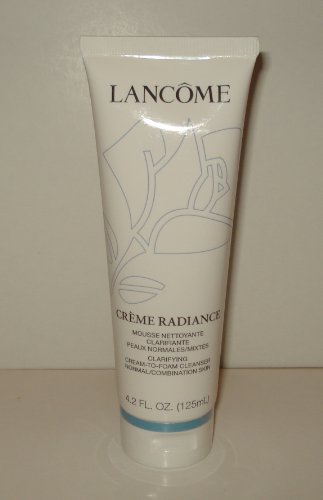 LANCÔME
CRÈME RADIANCE
MOUSSE NETTOYANTE
CLARIFIANTE
PEAUX NORMALES/MIXTES
CLARIFYING
CREAM-TO-FOAM CLEANSER
NORMAL/COMBINATION SKIN
4.2 FL. OZ. (125mL)